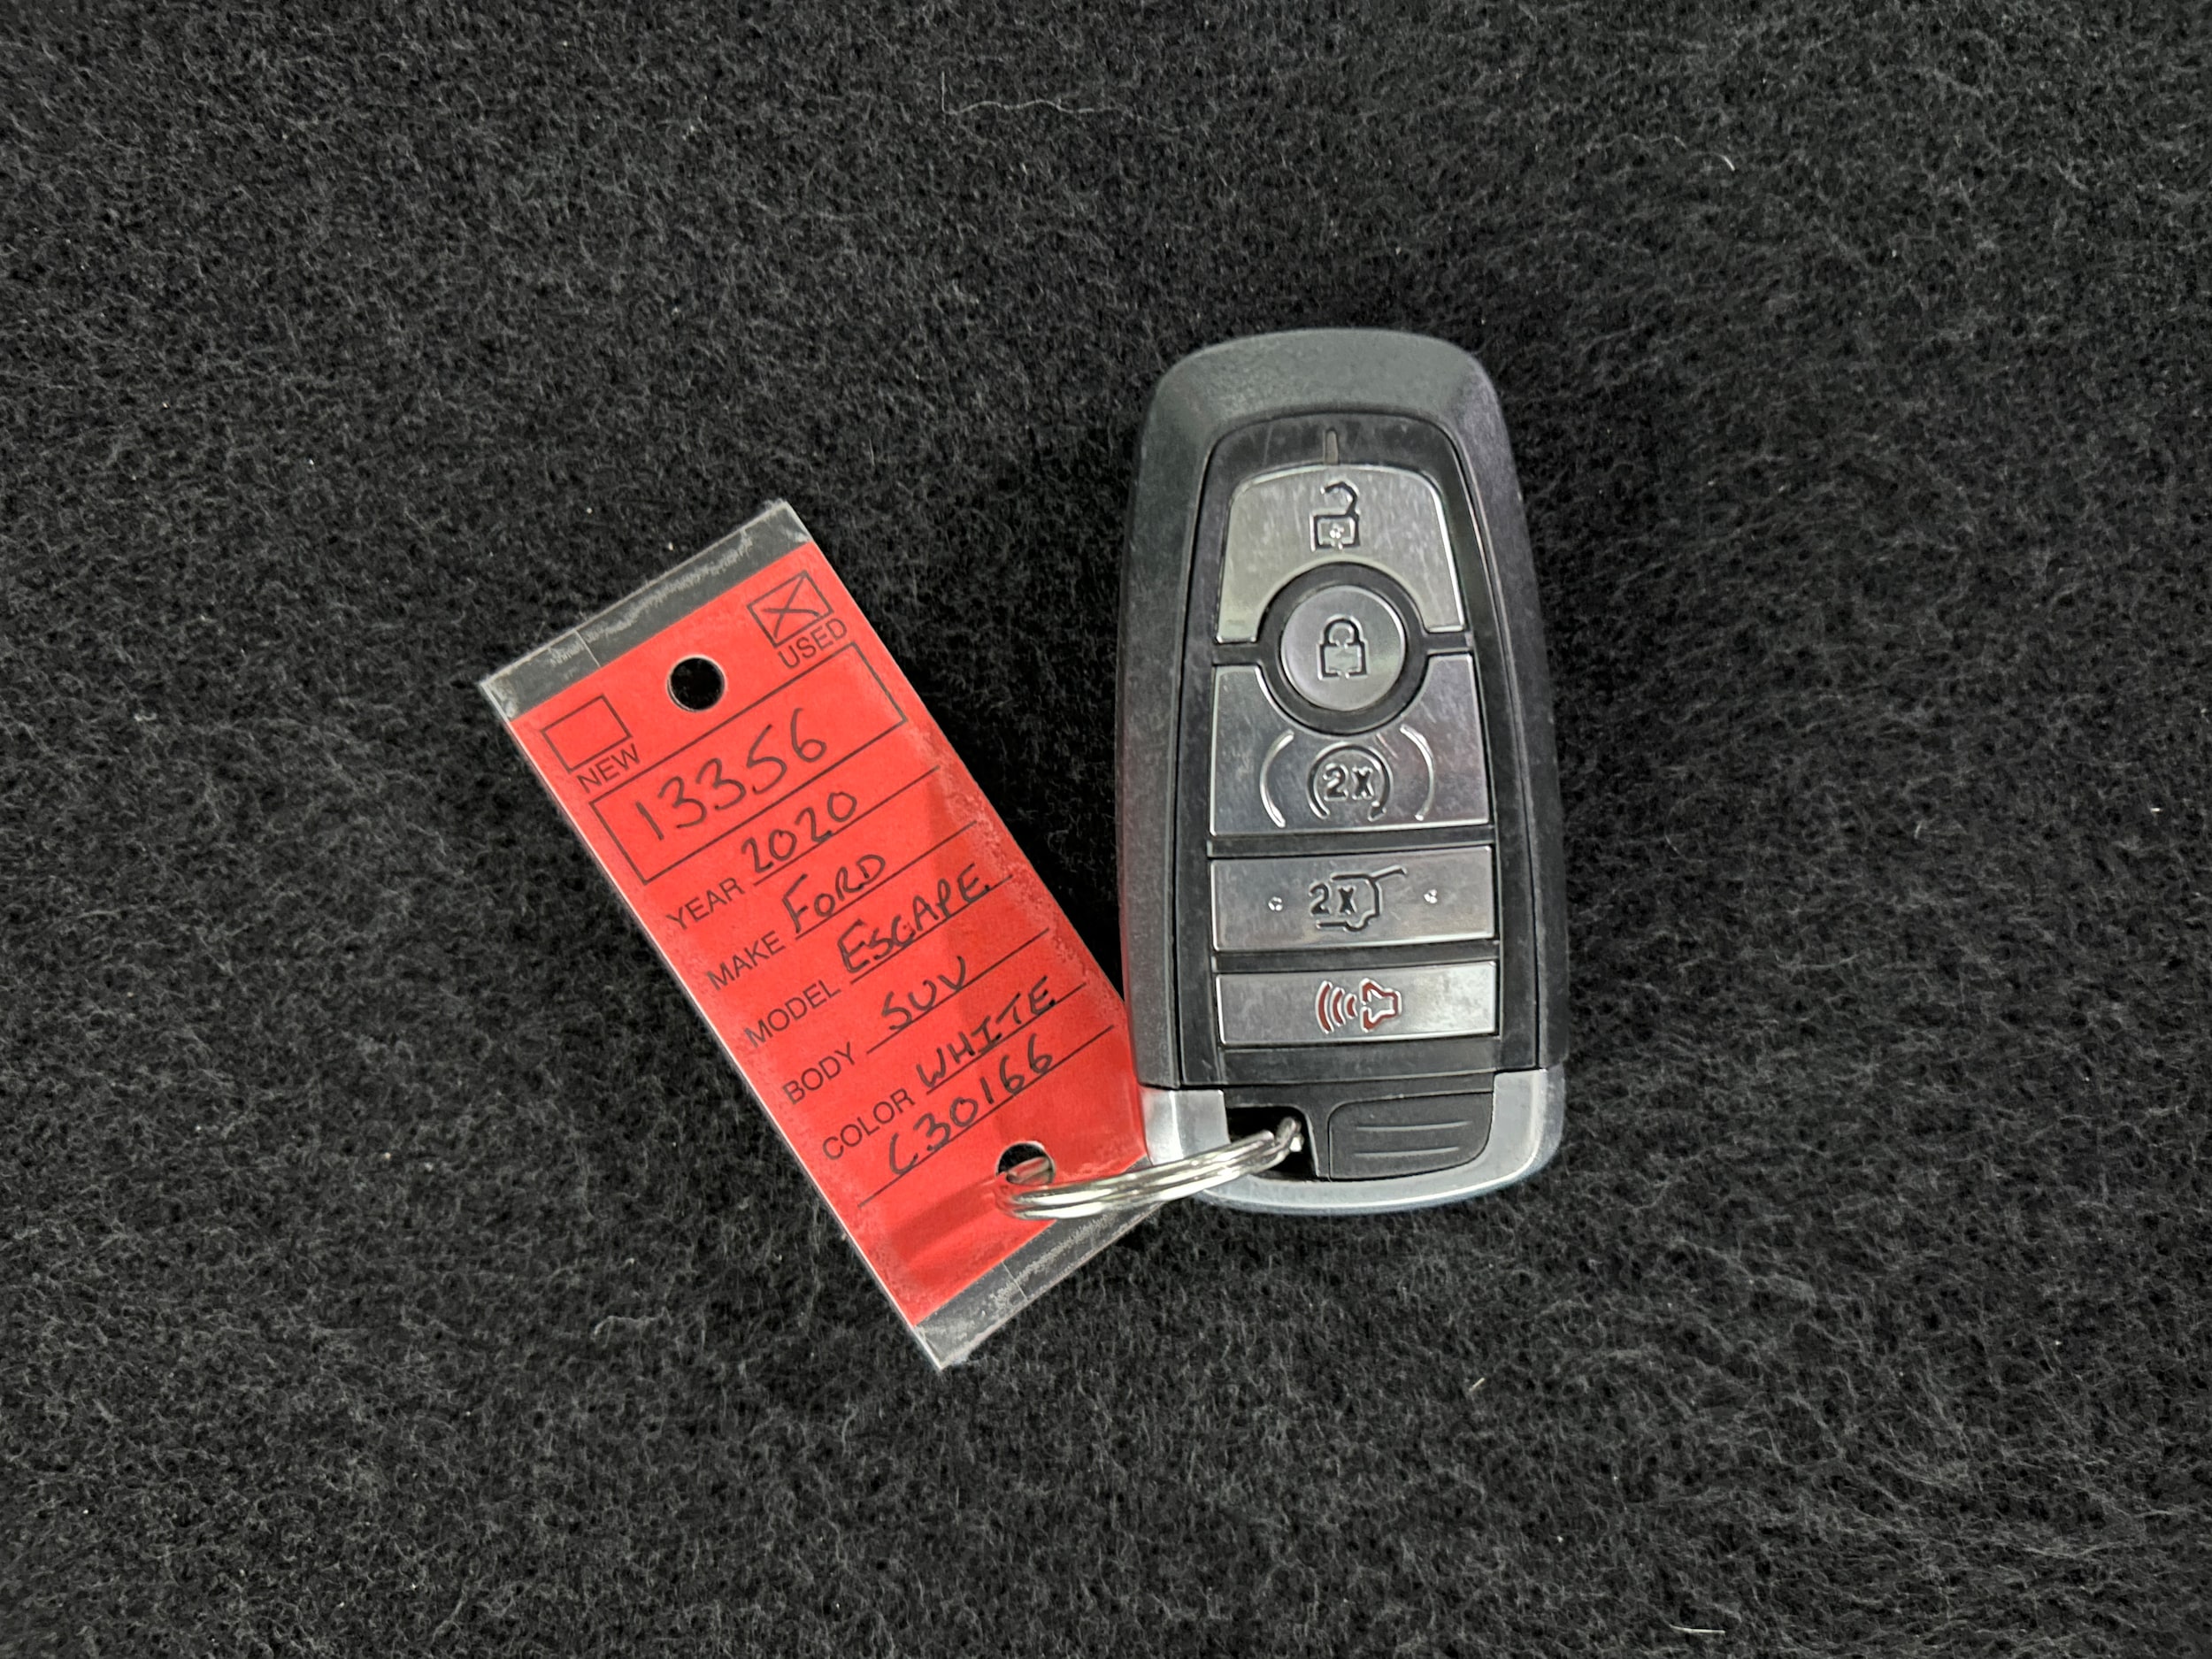 USED
NEW
13356
YEAR 2020
MAKE FORD
MODEL ESCAPE
BODY SUV
COLOR WHITE
C30166
2X
2X